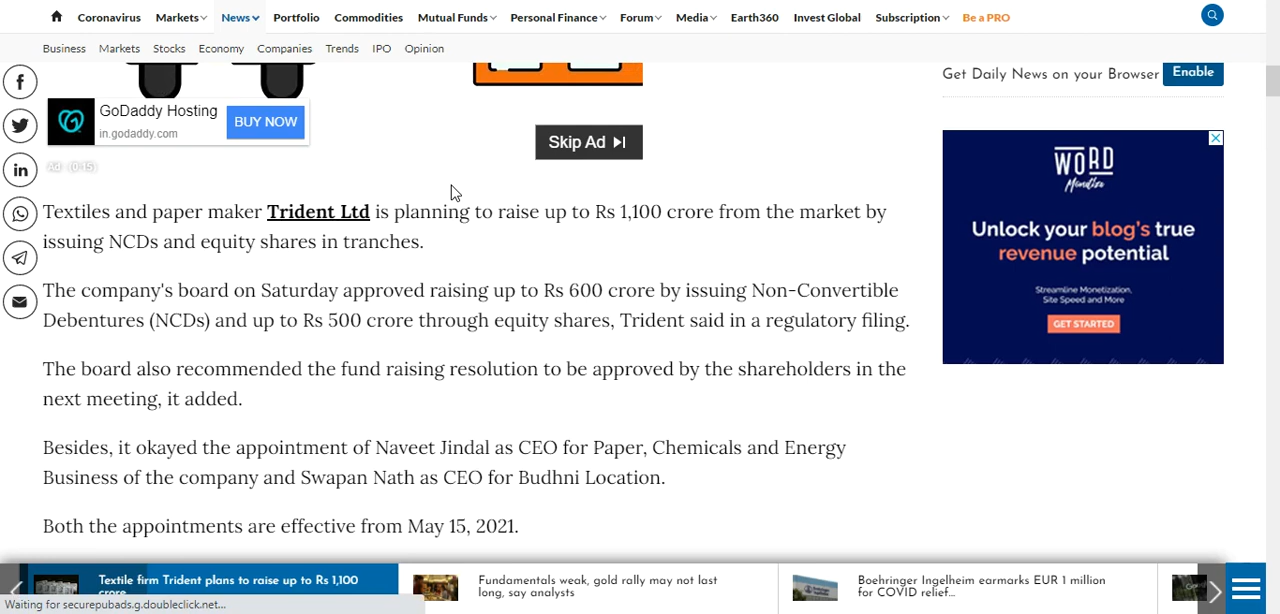 Coronavirus Markets News Portfolio Commodities Mutual Funds Personal Finance Forum Media Earth360 Invest Global Subscription Be a PRO
Business Markets Stocks Economy Companies Trends IPO Opinion
Get Daily News on your Browser Enable
GoDaddy Hosting
in.godaddy.com
BUY NOW
Skip Ad
Ad · (0:15)
Textiles and paper maker Trident Ltd is planning to raise up to Rs 1,100 crore from the market by
issuing NCDs and equity shares in tranches.
The company's board on Saturday approved raising up to Rs 600 crore by issuing Non-Convertible
Debentures (NCDs) and up to Rs 500 crore through equity shares, Trident said in a regulatory filing.
The board also recommended the fund raising resolution to be approved by the shareholders in the
next meeting, it added.
Besides, it okayed the appointment of Naveet Jindal as CEO for Paper, Chemicals and Energy
Business of the company and Swapan Nath as CEO for Budhni Location.
Both the appointments are effective from May 15, 2021.
WORD
Monetize
Unlock your blog's true
revenue potential
Streamline Monetization,
Site Speed and More
GET STARTED
Textile firm Trident plans to raise up to Rs 1,100
crore
Fundamentals weak, gold rally may not last
long, say analysts
Boehringer Ingelheim earmarks EUR 1 million
for COVID relief...
Waiting for securepubads.g.doubleclick.net...